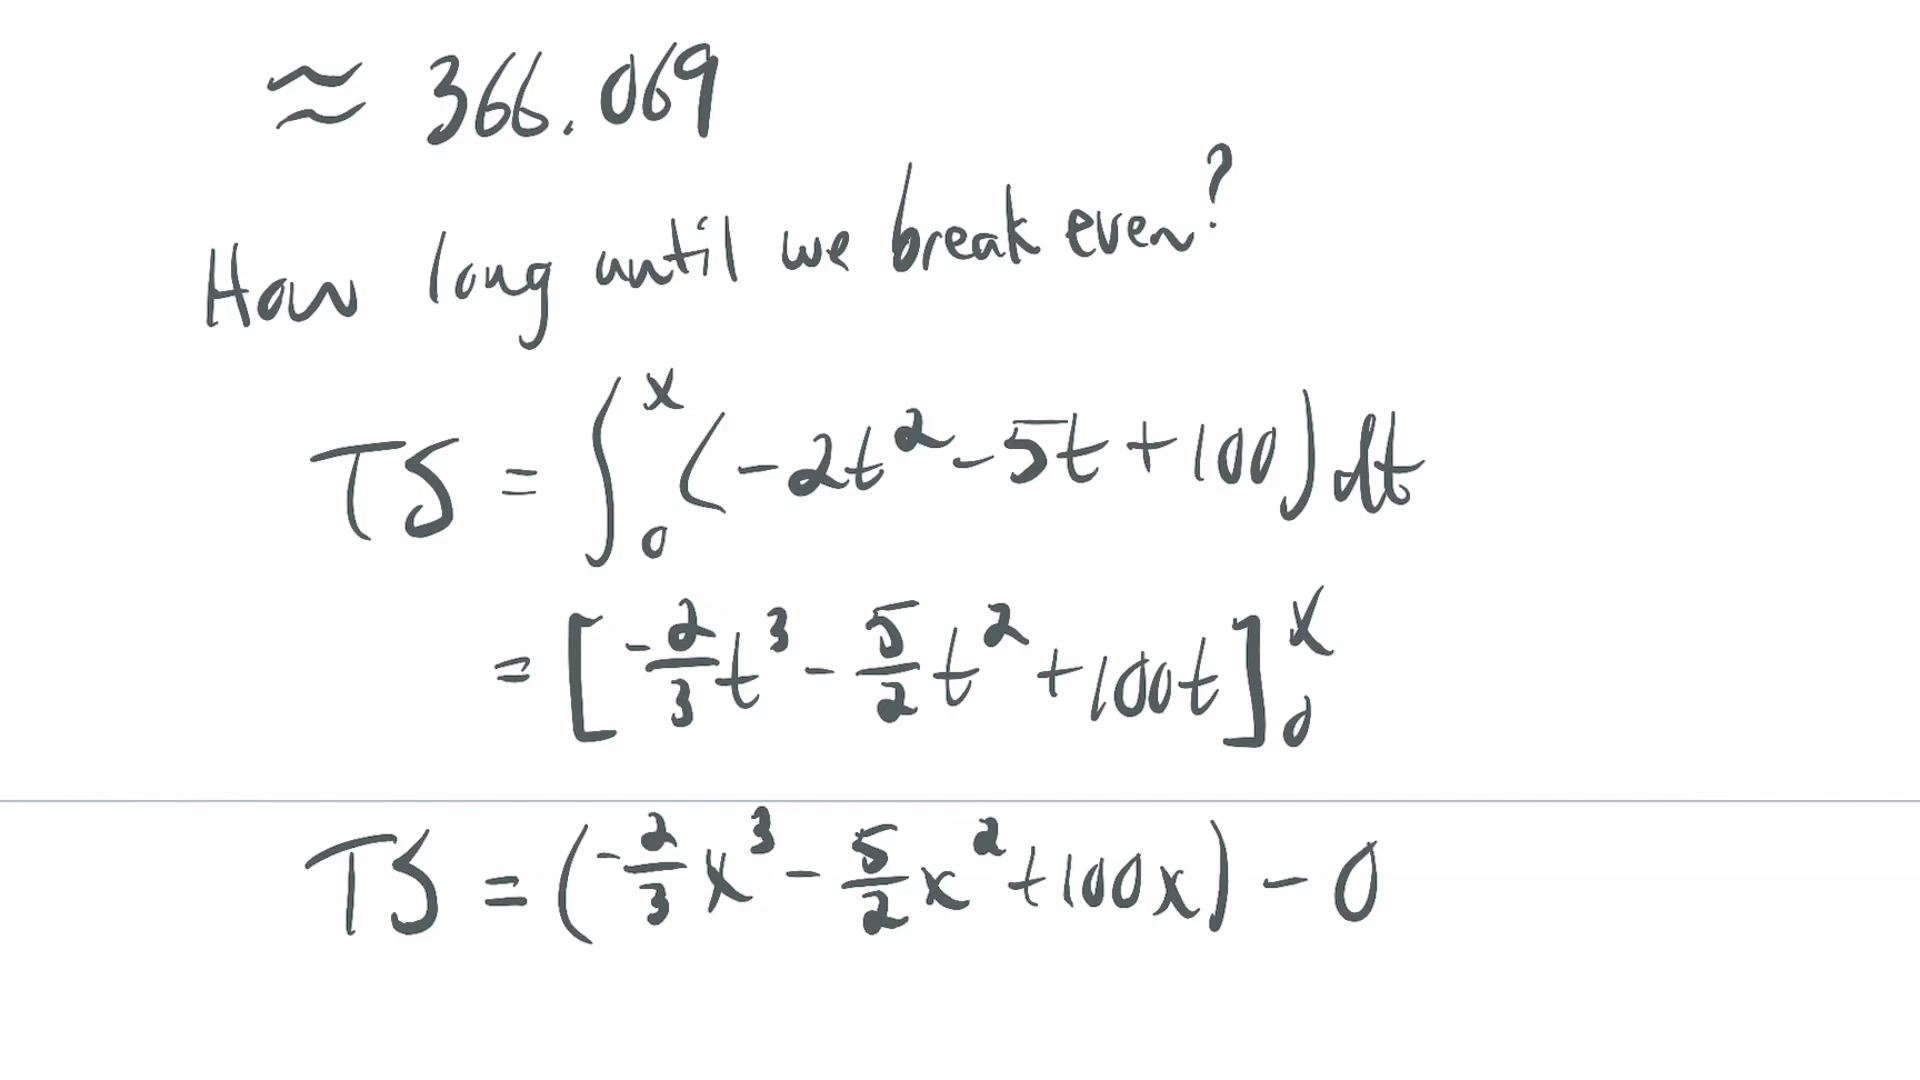 ≈ 366.069
How long until we break even?
TS = ∫₀ˣ (-2t² - 5t + 100) dt
= [-2/3 t³ - 5/2 t² + 100t]₀ˣ
TS = (-2/3 x³ - 5/2 x² + 100x) - 0